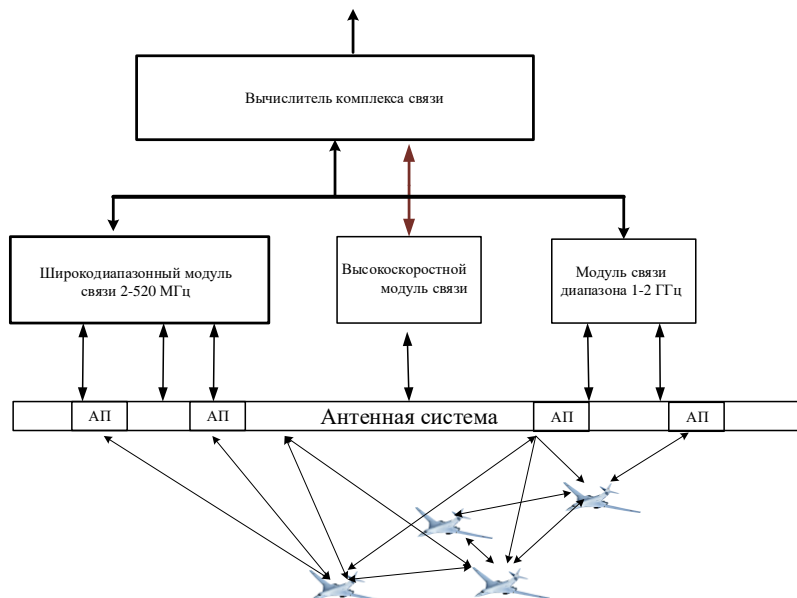 Вычислитель комплекса связи
Широкодиапазонный модуль
связи 2-520 МГц
Высокоскоростной
модуль связи
Модуль связи
диапазона 1-2 ГГц
АП
АП
Антенная система
АП
АП